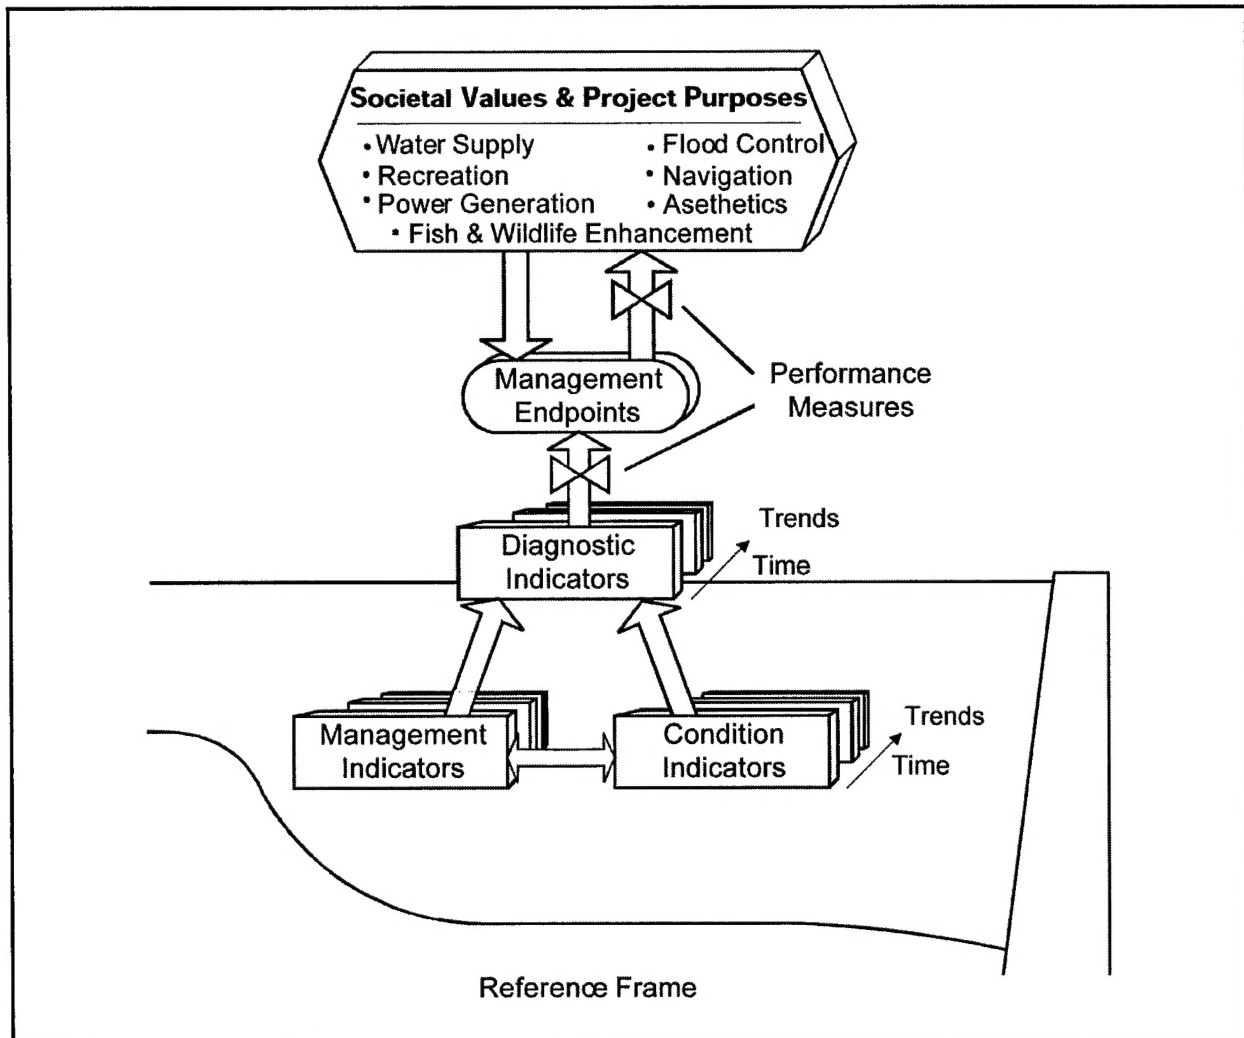 Societal Values & Project Purposes
• Water Supply
• Flood Control
• Recreation
• Navigation
• Power Generation
• Asethetics
• Fish & Wildlife Enhancement
Management
Endpoints
Performance
Measures
Diagnostic
Indicators
Trends
Time
Management
Indicators
Condition
Indicators
Trends
Time
Reference Frame